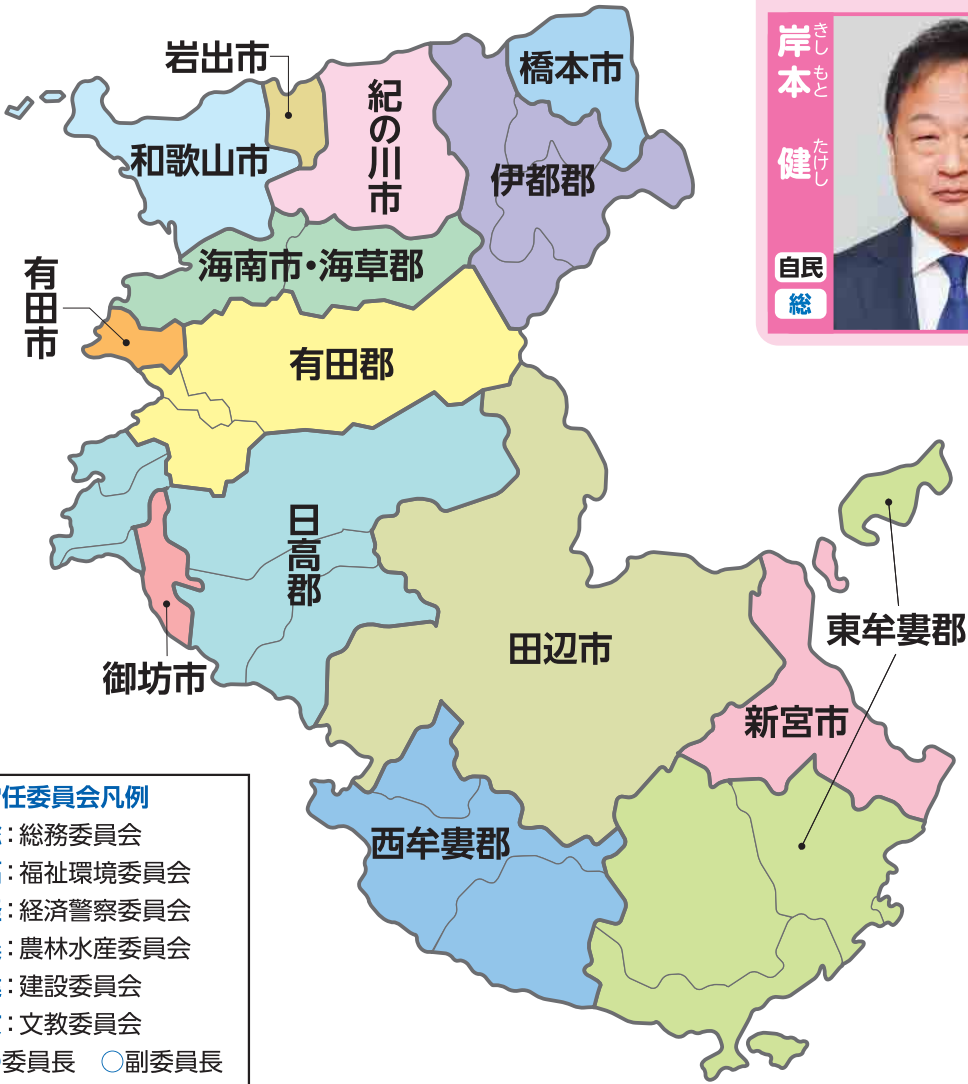 岸本 健
きし もと たけし
自民
総
岩出市
紀の川市
橋本市
和歌山市
伊都郡
海南市・海草郡
有田市
有田郡
日高郡
御坊市
田辺市
東牟婁郡
新宮市
西牟婁郡
任委員会凡例
：総務委員会
：福祉環境委員会
：経済警察委員会
：農林水産委員会
：建設委員会
：文教委員会
委員長 ○副委員長